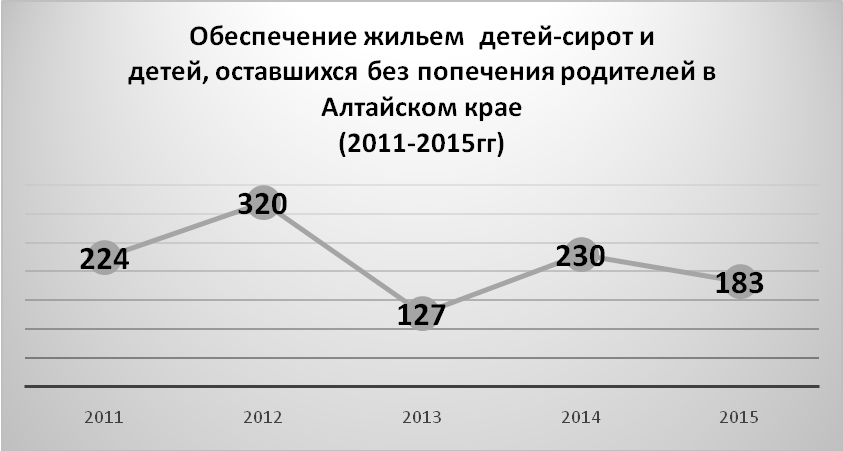 Обеспечение жильем детей-сирот и
детей, оставшихся без попечения родителей в
Алтайском крае
(2011-2015гг)
320
224
230
183
127
2011 2012 2013 2014 2015